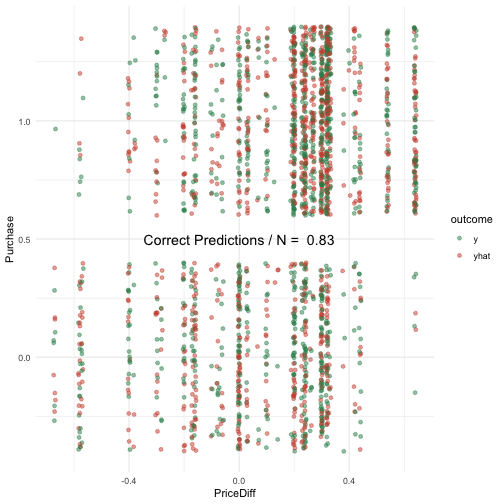 Purchase
1.0
0.5
0.0
Correct Predictions / N = 0.83
-0.4
0.0
0.4
PriceDiff
outcome
y
yhat